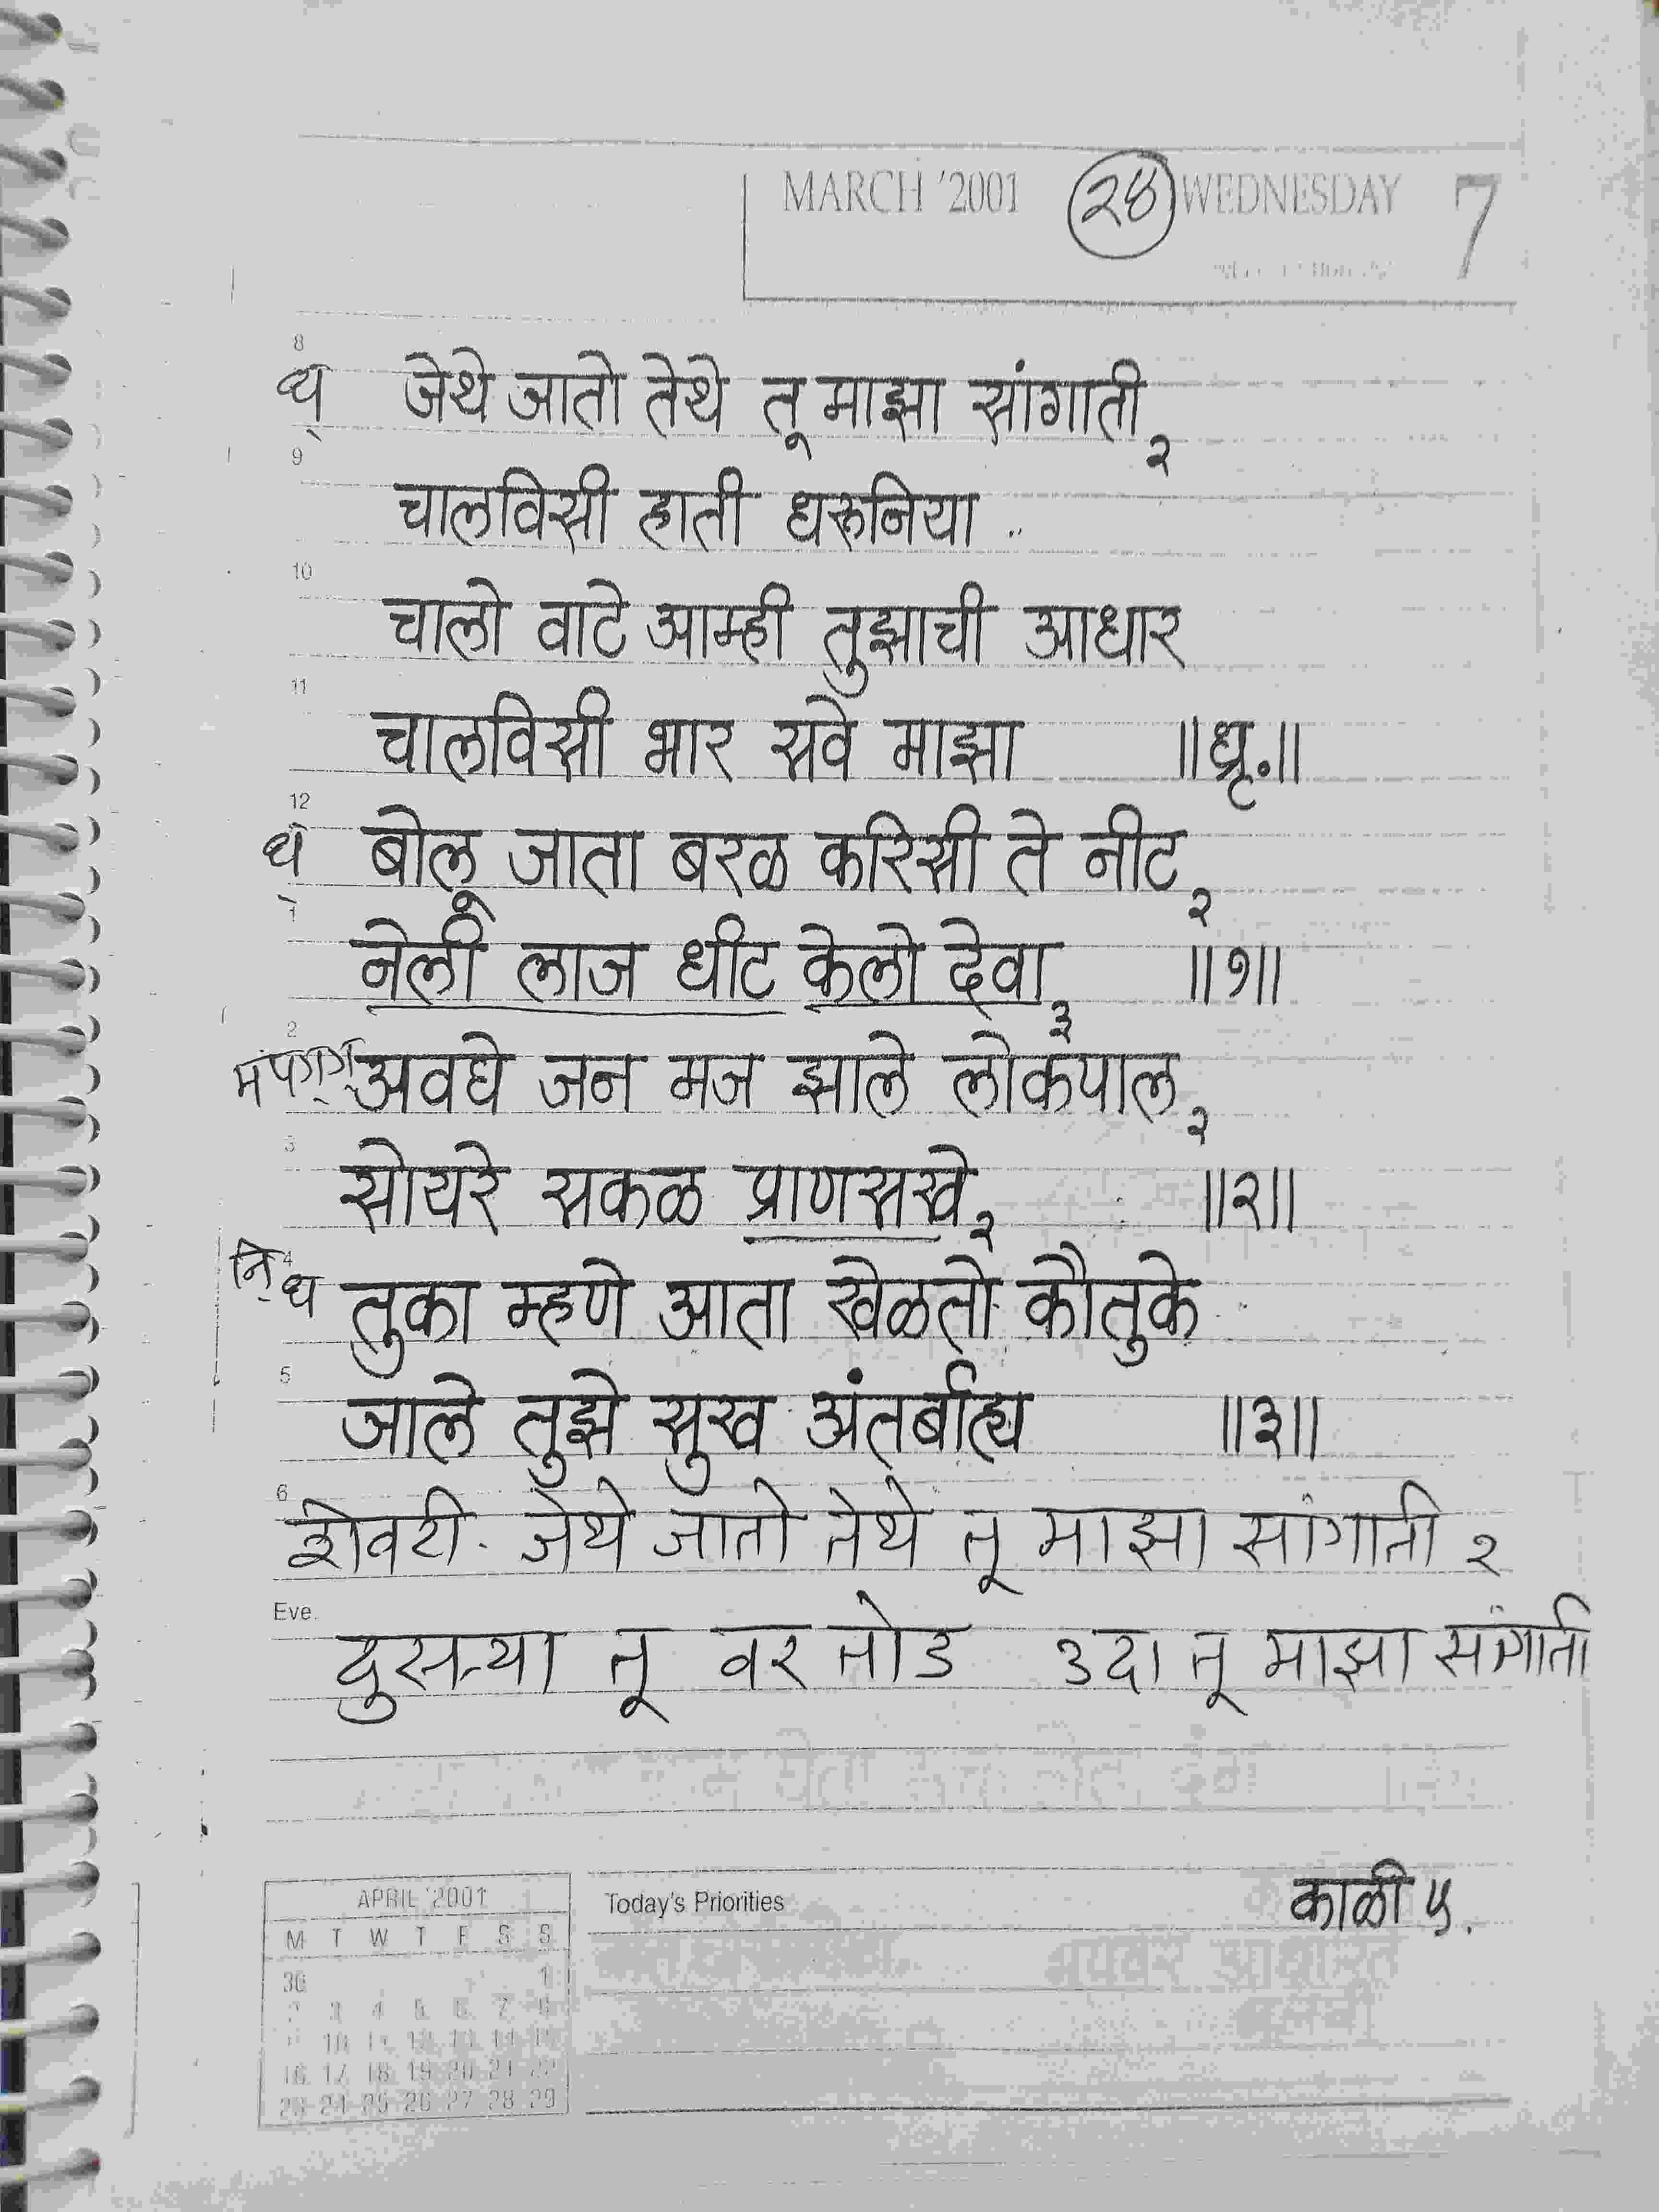 MARCH '2001 २४ WEDNESDAY 7
8
ध़ जेथे जातो तेथे तू माझा सांगाती २
9
चालविसी हाती धरूनिया
10
चालो वाटे आम्ही तुझाची आधार
11
चालविसी भार सवे माझा ॥ध्रृ.॥
12
ध़ बोलू जाता बरळ करिसी ते नीट २
1
नेली लाज धीट केलो देवा ३ ॥१॥
2
अवघे जन मज झाले लोकपाल २
3
सोयरे सकळ प्राणसखे २ ॥२॥
4
नि़ ध तुका म्हणे आता खेळतो कौतुके
5
जाले तुझे सुख अंतर्बाह्य ॥३॥
6
शेवटी. जेथे जातो तेथे तू माझा सांगाती २
Eve.
दुसऱ्या तू वर तोड ३दा तू माझा संगाती
काळी ५.
APRIL '2001
M T W T F S S
30 1
2 3 4 5 6 7 8
9 10 11 12 13 14 15
16 17 18 19 20 21 22
23 24 25 26 27 28 29
Today's Priorities